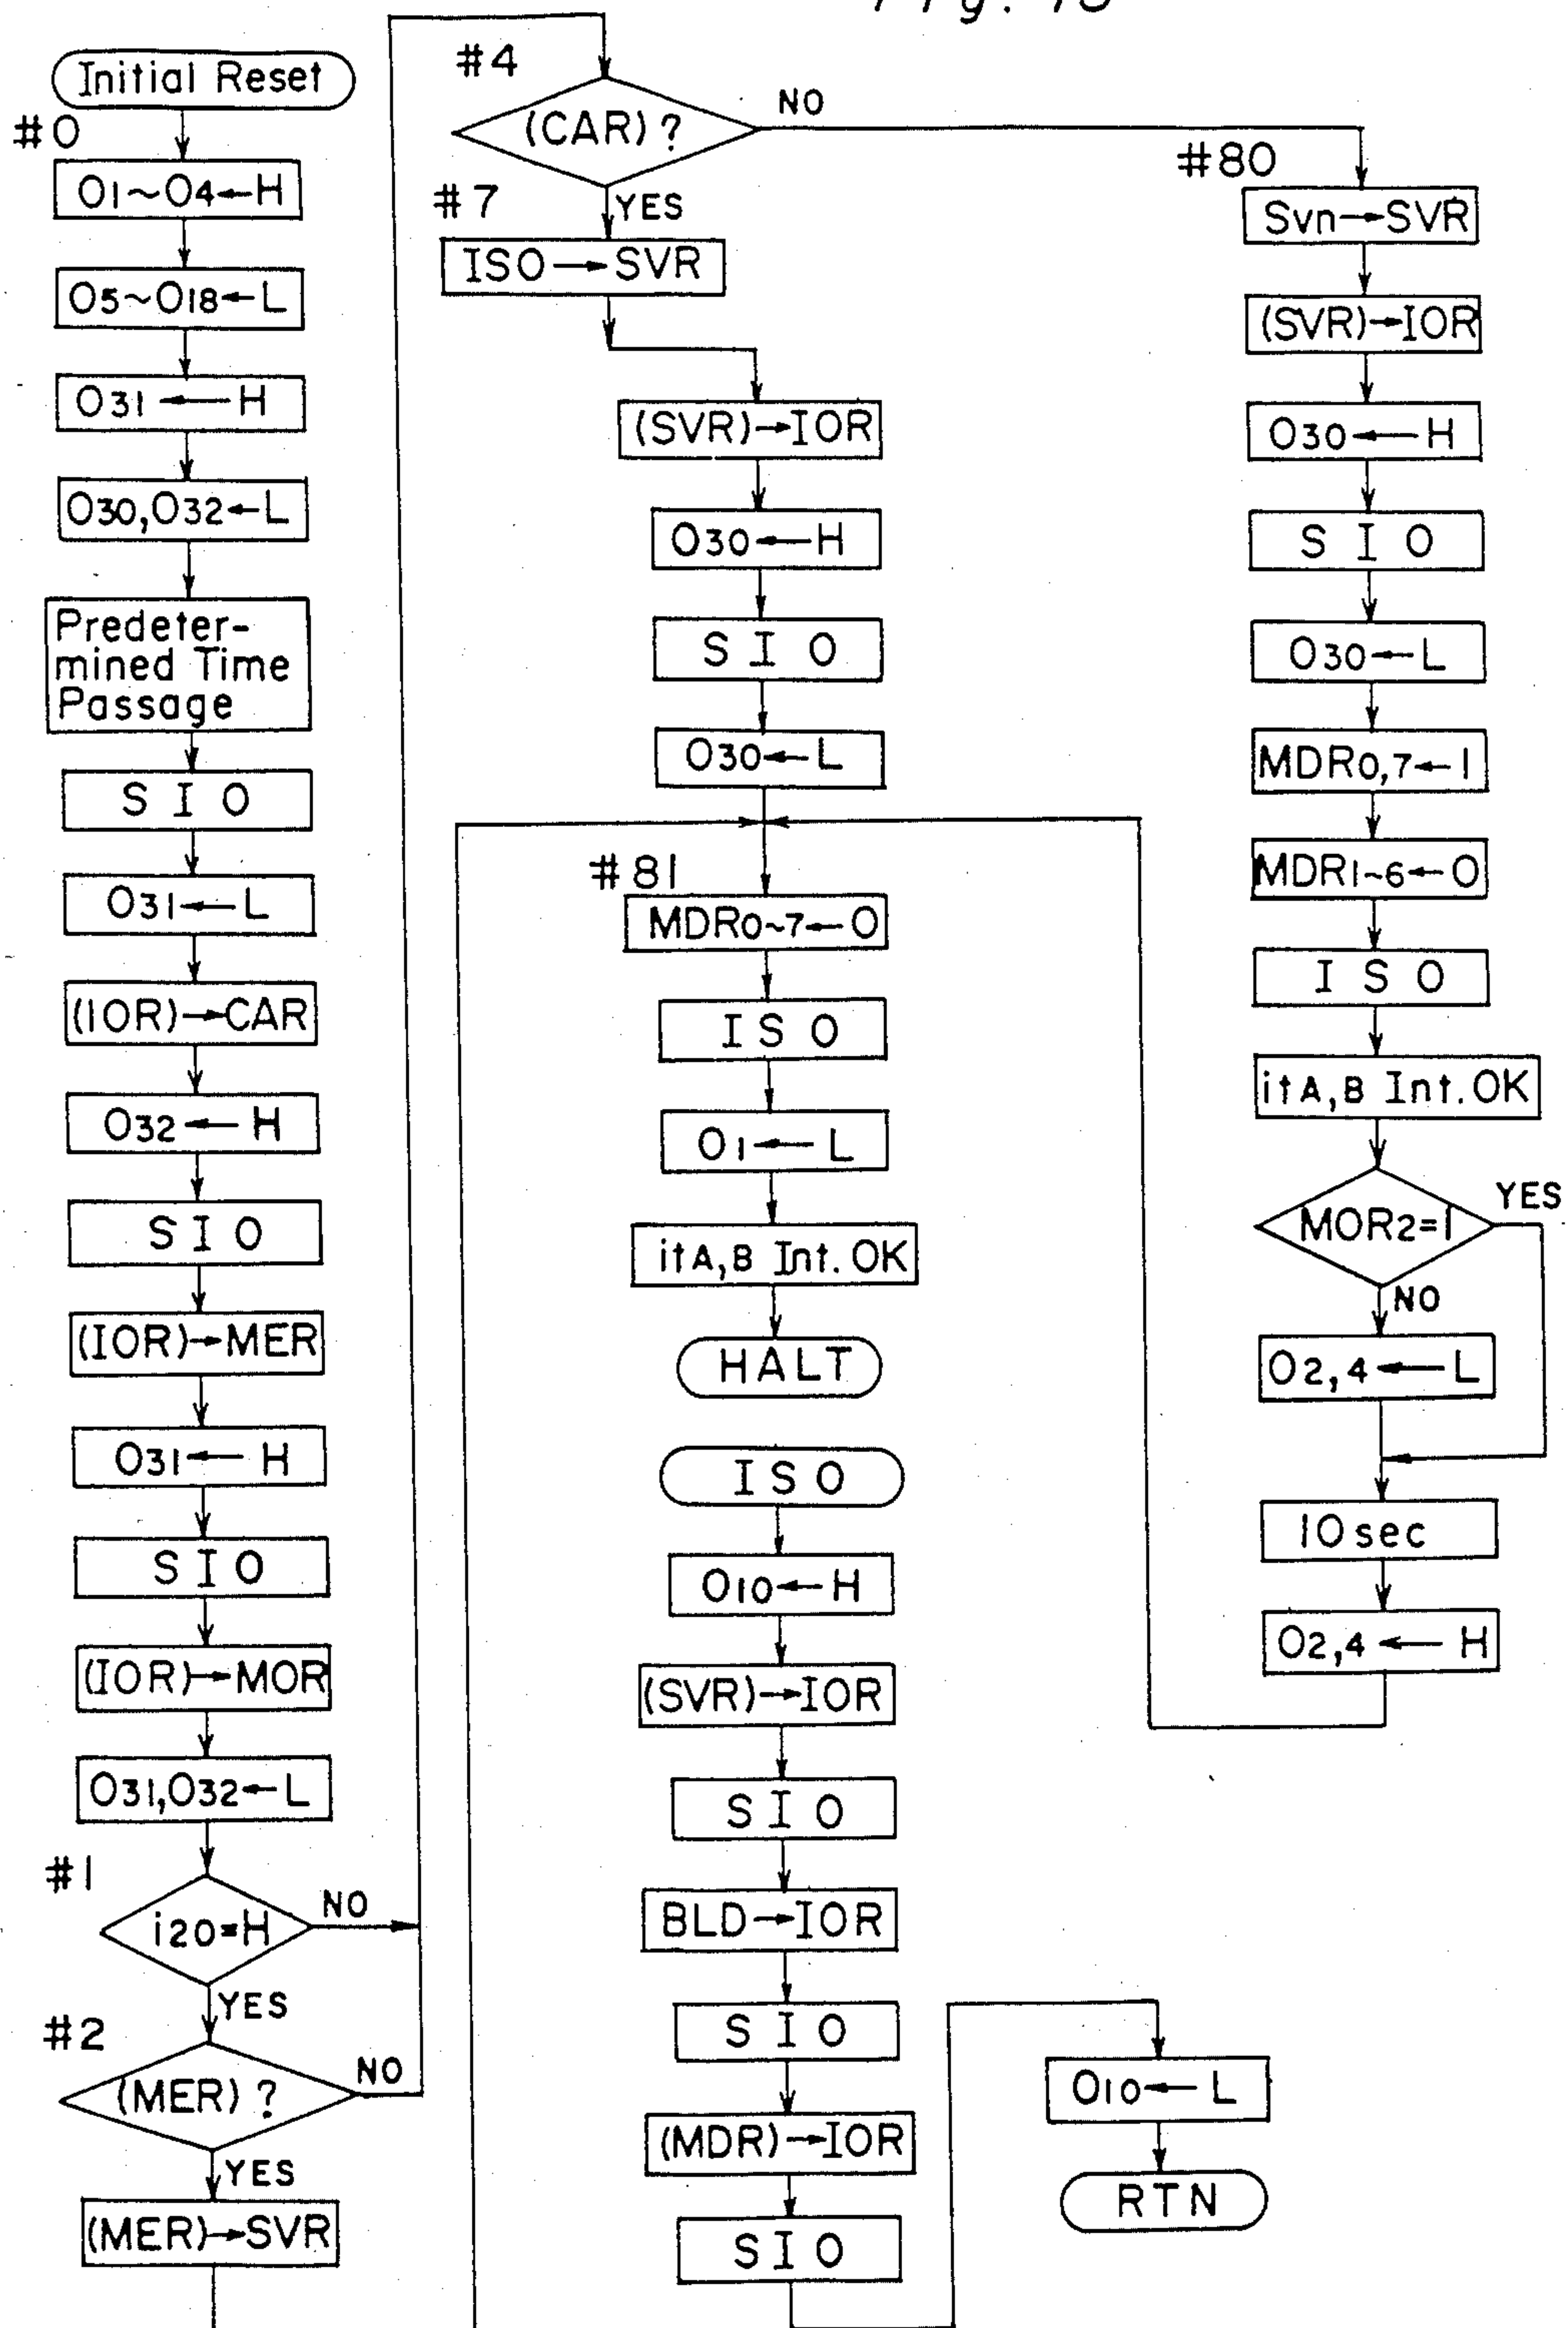 Fig. 13
Initial Reset
#0
O1~O4←H
O5~O18←L
O31←H
O30,O32←L
Predeter-
mined Time
Passage
SIO
O31←L
(IOR)→CAR
O32←H
SIO
(IOR)→MER
O31←H
SIO
(IOR)→MOR
O31,O32←L
#1
i20=H
NO
YES
#2
(MER)?
NO
YES
(MER)→SVR
#4
(CAR)?
NO
#7
YES
ISO→SVR
(SVR)→IOR
O30←H
SIO
O30←L
#81
MDR0~7←0
ISO
O1←L
itA,B Int.OK
HALT
ISO
O10←H
(SVR)→IOR
SIO
BLD→IOR
SIO
(MDR)→IOR
SIO
O10←L
RTN
#80
Svn→SVR
(SVR)→IOR
O30←H
SIO
O30←L
MDR0,7←1
MDR1~6←0
ISO
itA,B Int.OK
MOR2=1
YES
NO
O2,4←L
10sec
O2,4←H